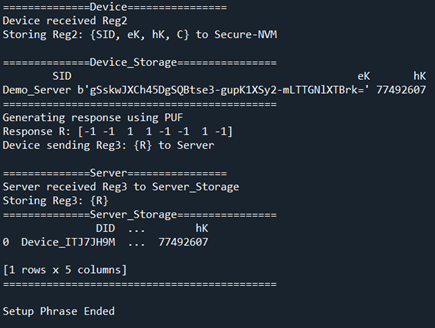 ==============Device================
Device received Reg2
Storing Reg2: {SID, eK, hK, C} to Secure-NVM
==============Device_Storage================
SID eK hK
Demo_Server b'gSskwJXCh45DgSQBtse3-gupK1XSy2-mLTTGNlXTBrk=' 77492607
============================================
Generating response using PUF
Response R: [-1 -1 1 1 -1 -1 1 -1]
Device sending Reg3: {R} to Server
==============Server================
Server received Reg3 to Server_Storage
Storing Reg3: {R}
==============Server_Storage================
DID ... hK
0 Device_ITJ7JH9M ... 77492607
[1 rows x 5 columns]
============================================
Setup Phrase Ended